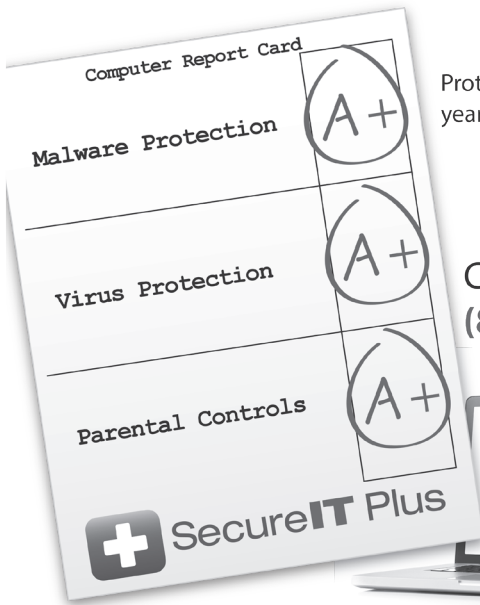 Computer Report Card
Malware Protection
A+
Virus Protection
A+
Parental Controls
A+
SecureIT Plus